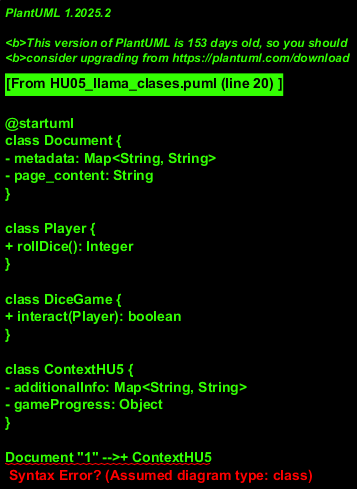 PlantUML 1.2025.2
<b>This version of PlantUML is 153 days old, so you should
<b>consider upgrading from https://plantuml.com/download
[From HU05_llama_clases.puml (line 20) ]
@startuml
class Document {
- metadata: Map<String, String>
- page_content: String
}
class Player {
+ rollDice(): Integer
}
class DiceGame {
+ interact(Player): boolean
}
class ContextHU5 {
- additionalInfo: Map<String, String>
- gameProgress: Object
}
Document "1" -->+ ContextHU5
Syntax Error? (Assumed diagram type: class)